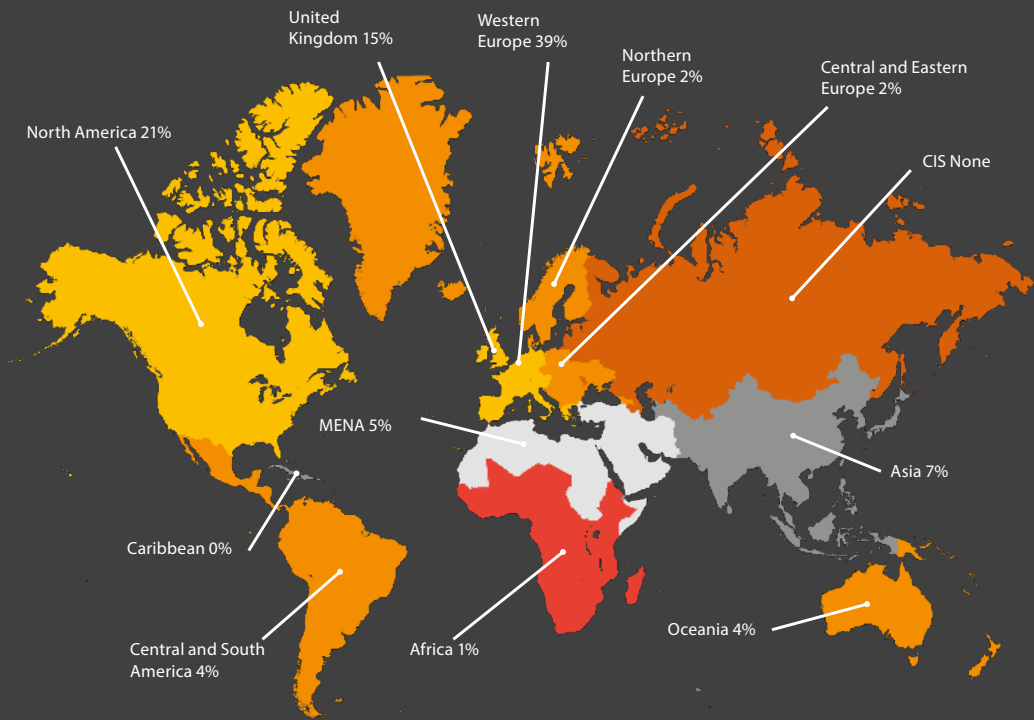 United
Kingdom 15%
Western
Europe 39%
Northern
Europe 2%
Central and Eastern
Europe 2%
North America 21%
CIS None
MENA 5%
Asia 7%
Caribbean 0%
Central and South
America 4%
Africa 1%
Oceania 4%